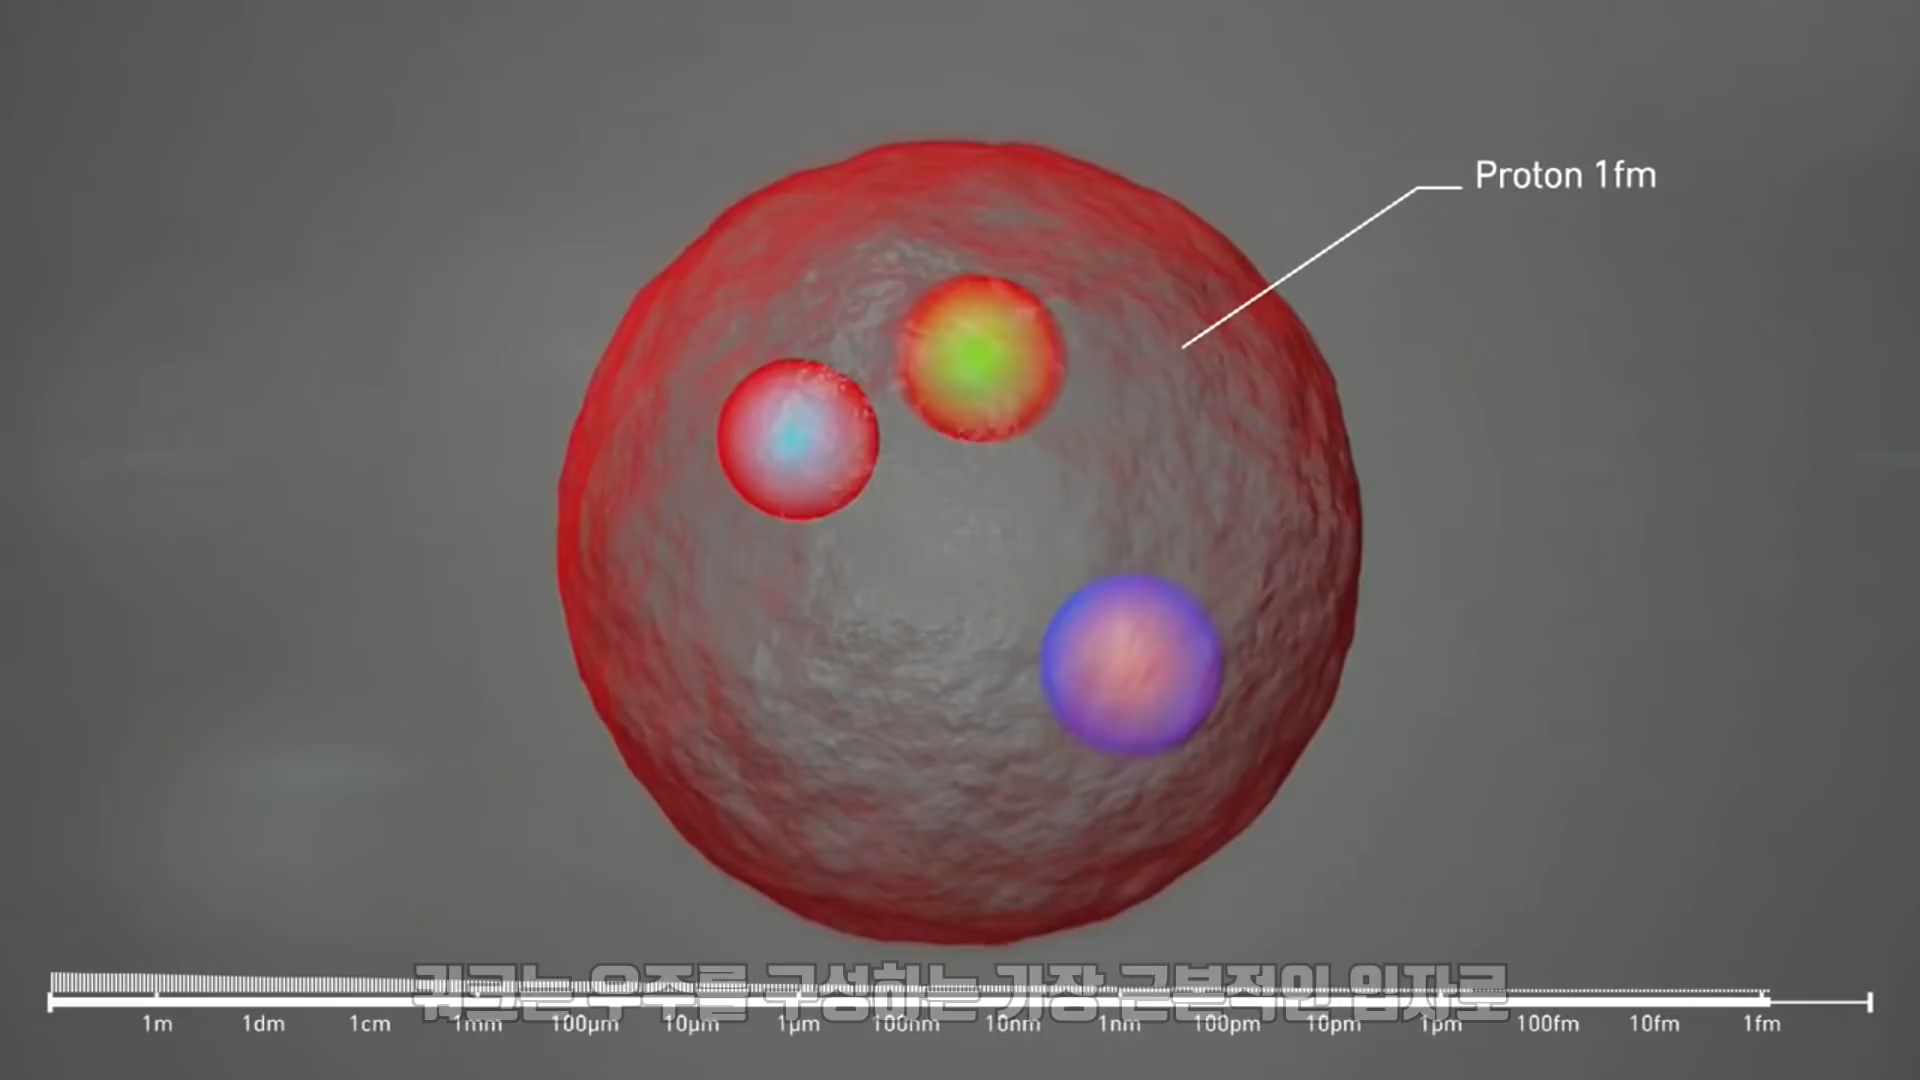 Proton 1fm
쿼크는 우주를 구성하는 가장 근본적인 입자로
1m 1dm 1cm 1mm 100µm 10µm 1µm 100nm 10nm 1nm 100pm 10pm 1pm 100fm 10fm 1fm